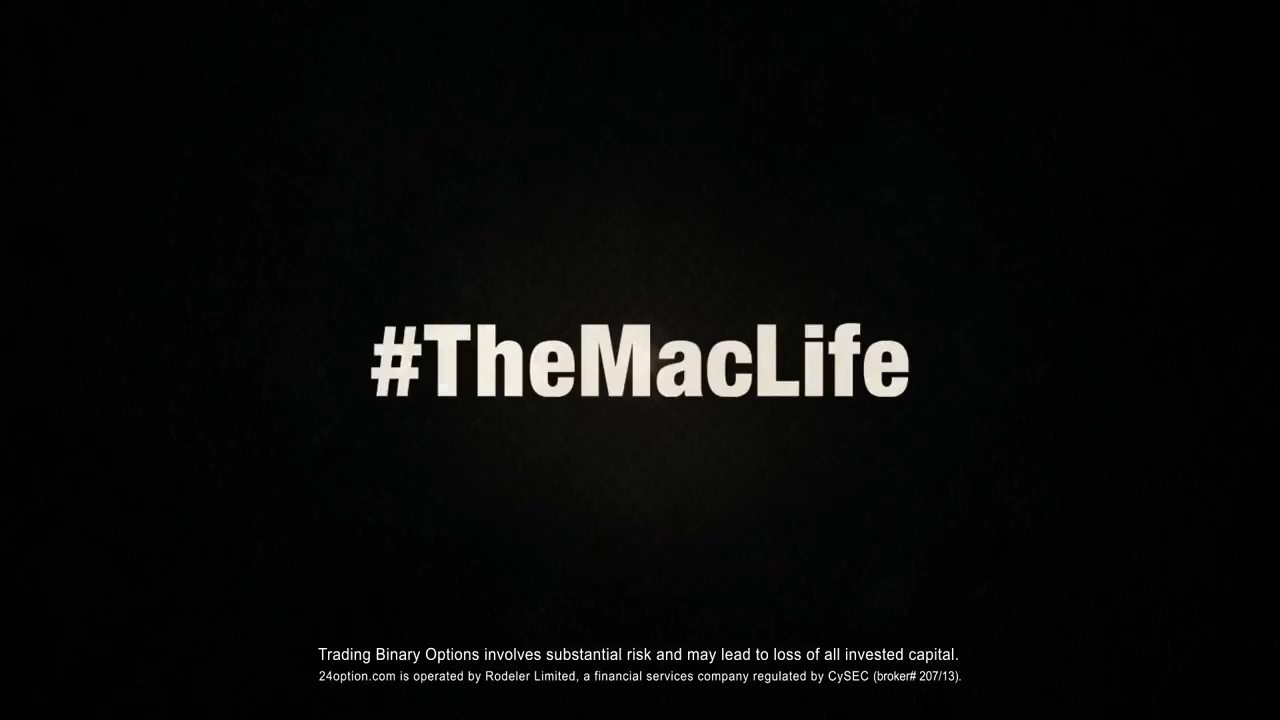 #TheMacLife
Trading Binary Options involves substantial risk and may lead to loss of all invested capital.
24option.com is operated by Rodeler Limited, a financial services company regulated by CySEC (broker# 207/13).